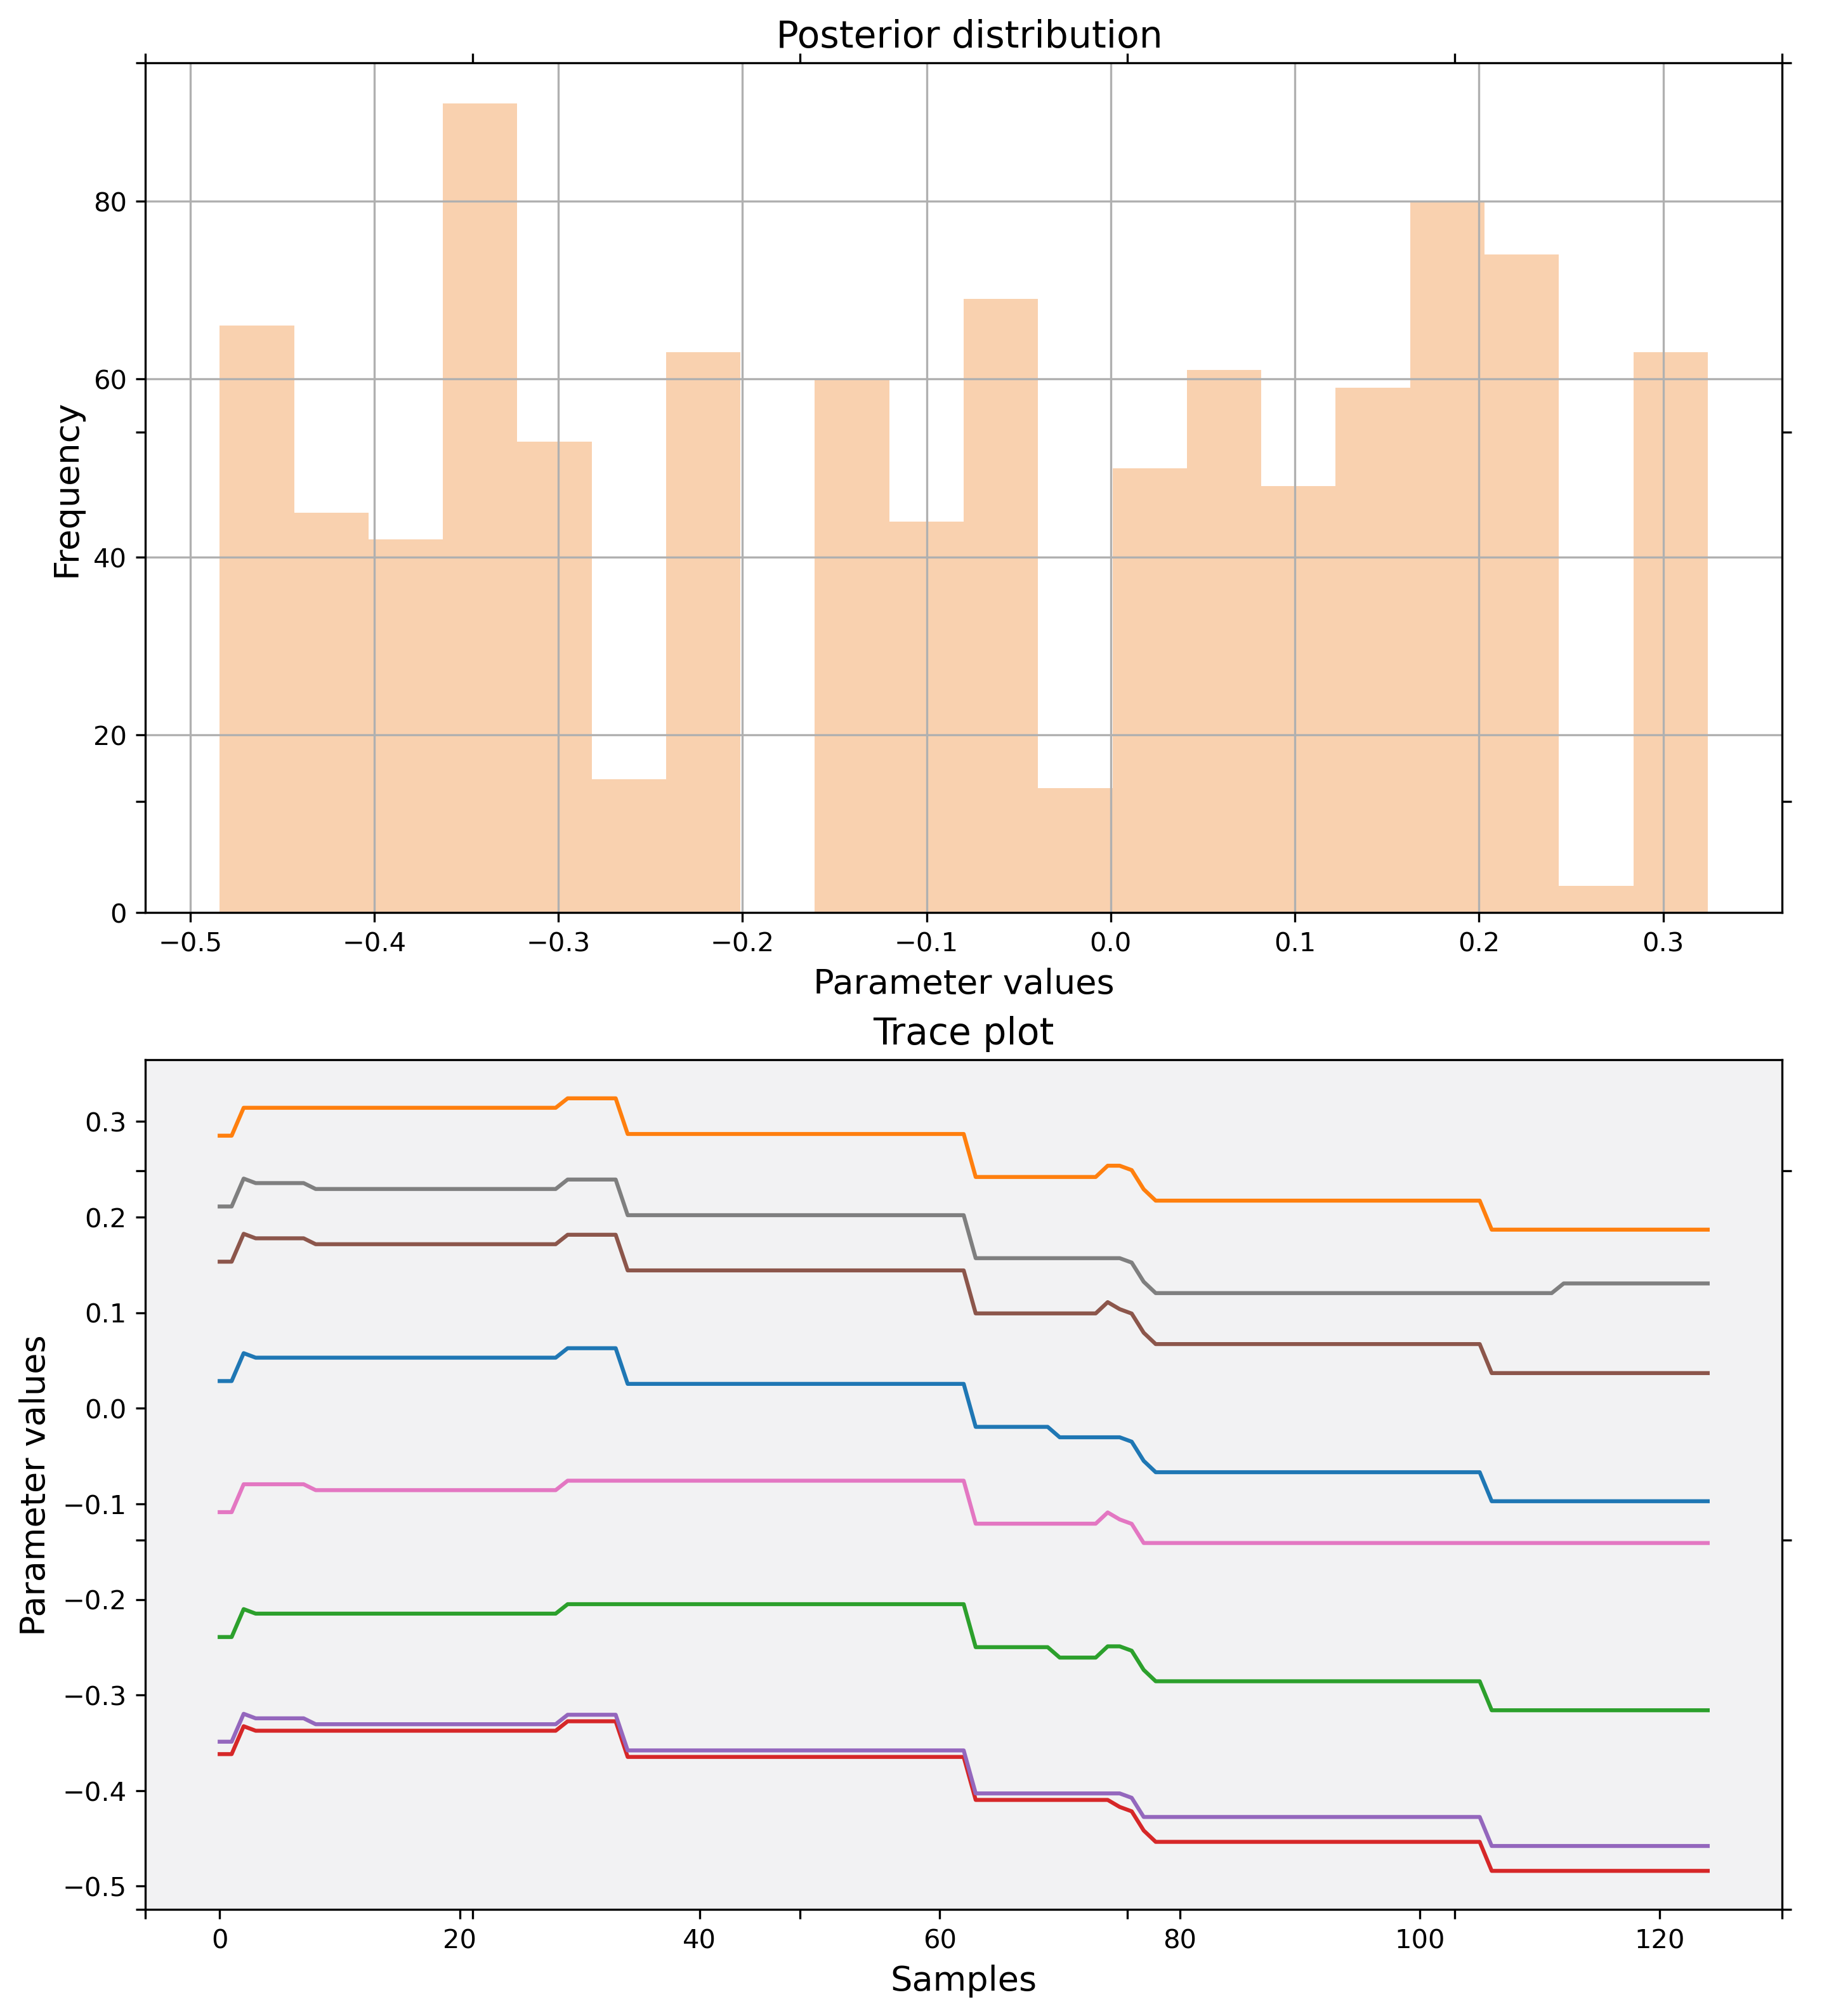 Posterior distribution
Frequency
80
60
40
20
0
−0.5 −0.4 −0.3 −0.2 −0.1 0.0 0.1 0.2 0.3
Parameter values
Trace plot
Parameter values
0.3
0.2
0.1
0.0
−0.1
−0.2
−0.3
−0.4
−0.5
0 20 40 60 80 100 120
Samples